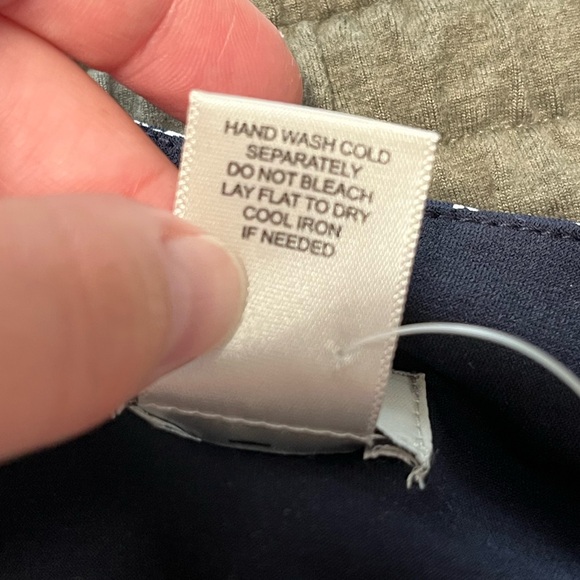 HAND WASH COLD
SEPARATELY
DO NOT BLEACH
LAY FLAT TO DRY
COOL IRON
IF NEEDED